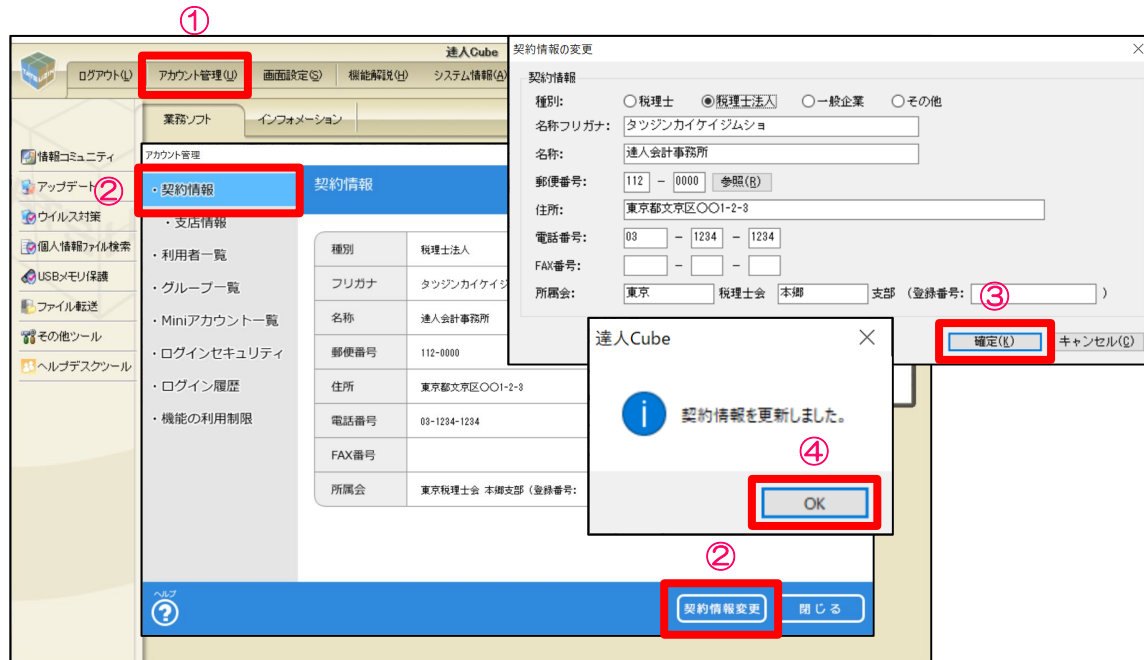 ①
達人Cube
ログアウト(L) アカウント管理(U) 画面設定(S) 機能解説(H) システム情報(A)
業務ソフト インフォメーション
情報コミュニティ
アップデート
ウイルス対策
個人情報ファイル検索
USBメモリ保護
ファイル転送
その他ツール
ヘルプデスクツール
アカウント管理
②
・契約情報
・支店情報
・利用者一覧
・グループ一覧
・Miniアカウント一覧
・ログインセキュリティ
・ログイン履歴
・機能の利用制限
契約情報
種別 税理士法人
フリガナ タツジンカイケイジ
名称 達人会計事務所
郵便番号 112-0000
住所 東京都文京区〇〇1-2-3
電話番号 03-1234-1234
FAX番号
所属会 東京税理士会 本郷支部（登録番号：
②
ヘルプ
契約情報変更 閉じる
契約情報の変更
契約情報
種別: 税理士 税理士法人 一般企業 その他
名称フリガナ: タツジンカイケイジムショ
名称: 達人会計事務所
郵便番号: 112 - 0000 参照(R)
住所: 東京都文京区〇〇1-2-3
電話番号: 03 - 1234 - 1234
FAX番号: - -
所属会: 東京 税理士会 本郷 支部 (登録番号: )
③
確定(K) キャンセル(C)
達人Cube
契約情報を更新しました。
④
OK